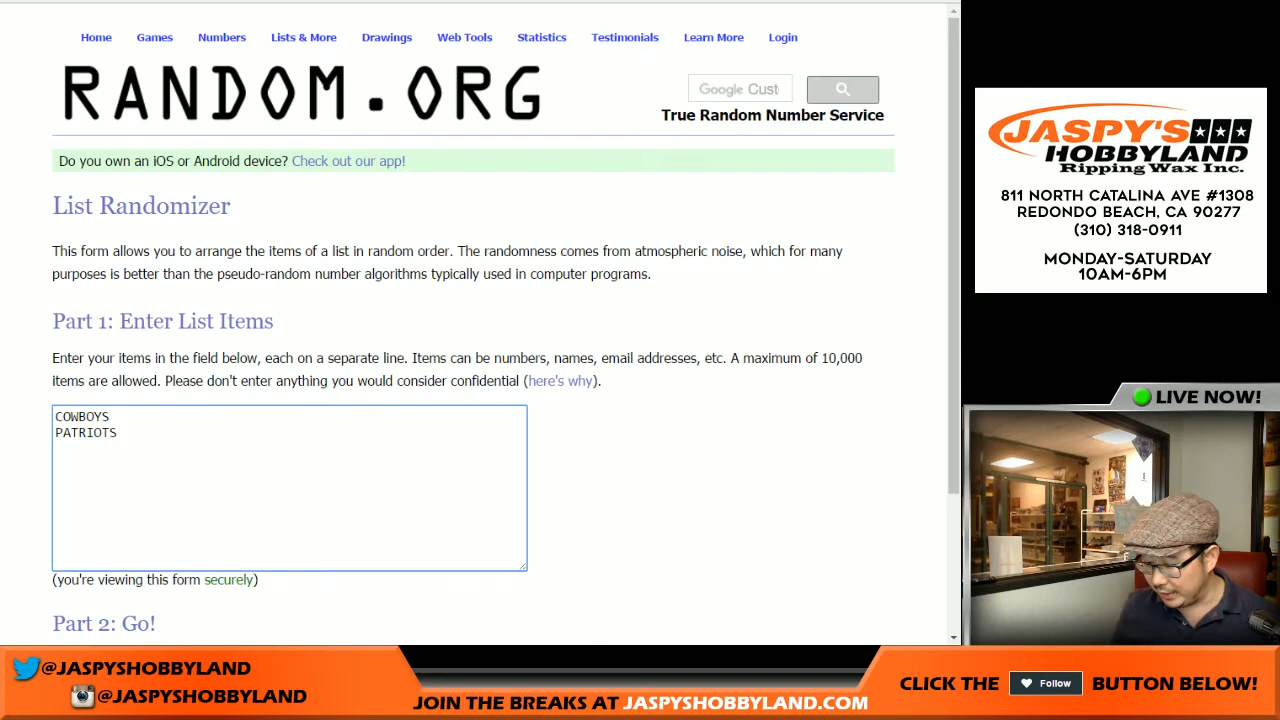 Home Games Numbers Lists & More Drawings Web Tools Statistics Testimonials Learn More Login
RANDOM.ORG
Google Cust
True Random Number Service
Do you own an iOS or Android device? Check out our app!
List Randomizer
This form allows you to arrange the items of a list in random order. The randomness comes from atmospheric noise, which for many
purposes is better than the pseudo-random number algorithms typically used in computer programs.
Part 1: Enter List Items
Enter your items in the field below, each on a separate line. Items can be numbers, names, email addresses, etc. A maximum of 10,000
items are allowed. Please don't enter anything you would consider confidential (here's why).
COWBOYS
PATRIOTS
(you're viewing this form securely)
Part 2: Go!
JASPY'S
HOBBYLAND
Ripping Wax Inc.
811 NORTH CATALINA AVE #1308
REDONDO BEACH, CA 90277
(310) 318-0911
MONDAY-SATURDAY
10AM-6PM
LIVE NOW!
@JASPYSHOBBYLAND
@JASPYSHOBBYLAND
JOIN THE BREAKS AT JASPYSHOBBYLAND.COM
CLICK THE Follow BUTTON BELOW!